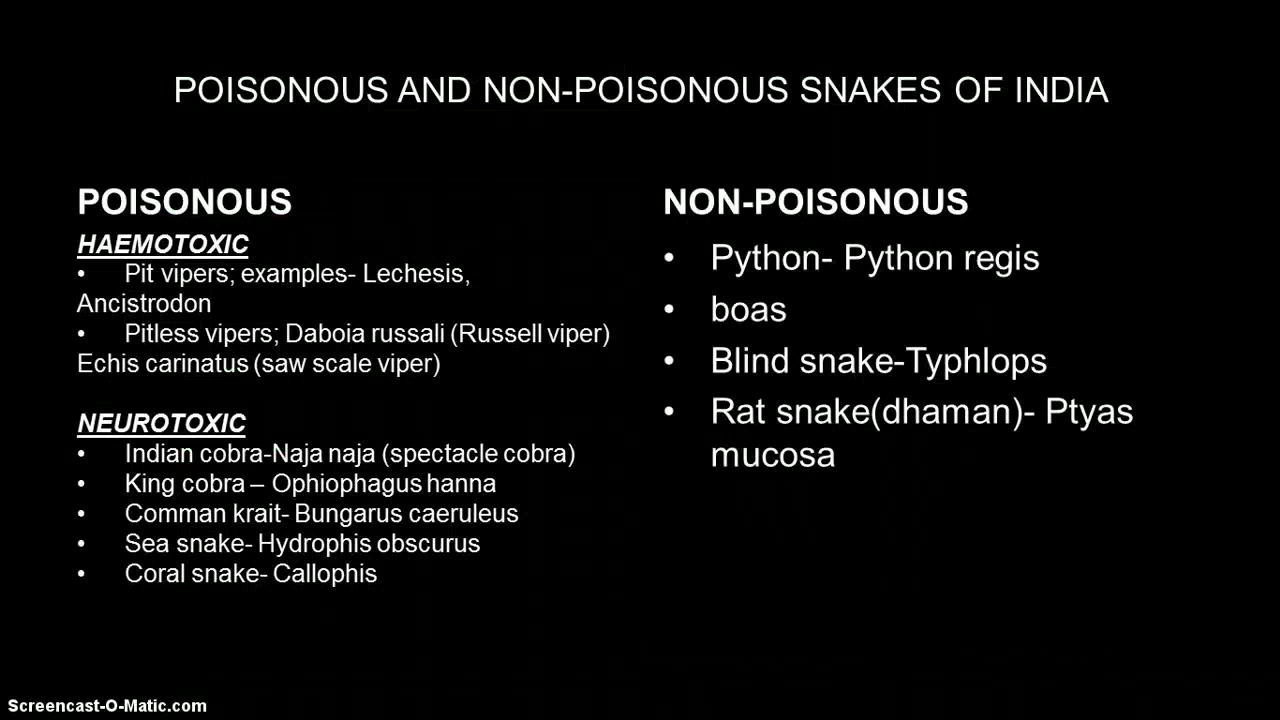 POISONOUS AND NON-POISONOUS SNAKES OF INDIA
POISONOUS
HAEMOTOXIC
• Pit vipers; examples- Lechesis,
Ancistrodon
• Pitless vipers; Daboia russali (Russell viper)
Echis carinatus (saw scale viper)
NEUROTOXIC
• Indian cobra-Naja naja (spectacle cobra)
• King cobra – Ophiophagus hanna
• Comman krait- Bungarus caeruleus
• Sea snake- Hydrophis obscurus
• Coral snake- Callophis
NON-POISONOUS
• Python- Python regis
• boas
• Blind snake-Typhlops
• Rat snake(dhaman)- Ptyas
mucosa
Screencast-O-Matic.com